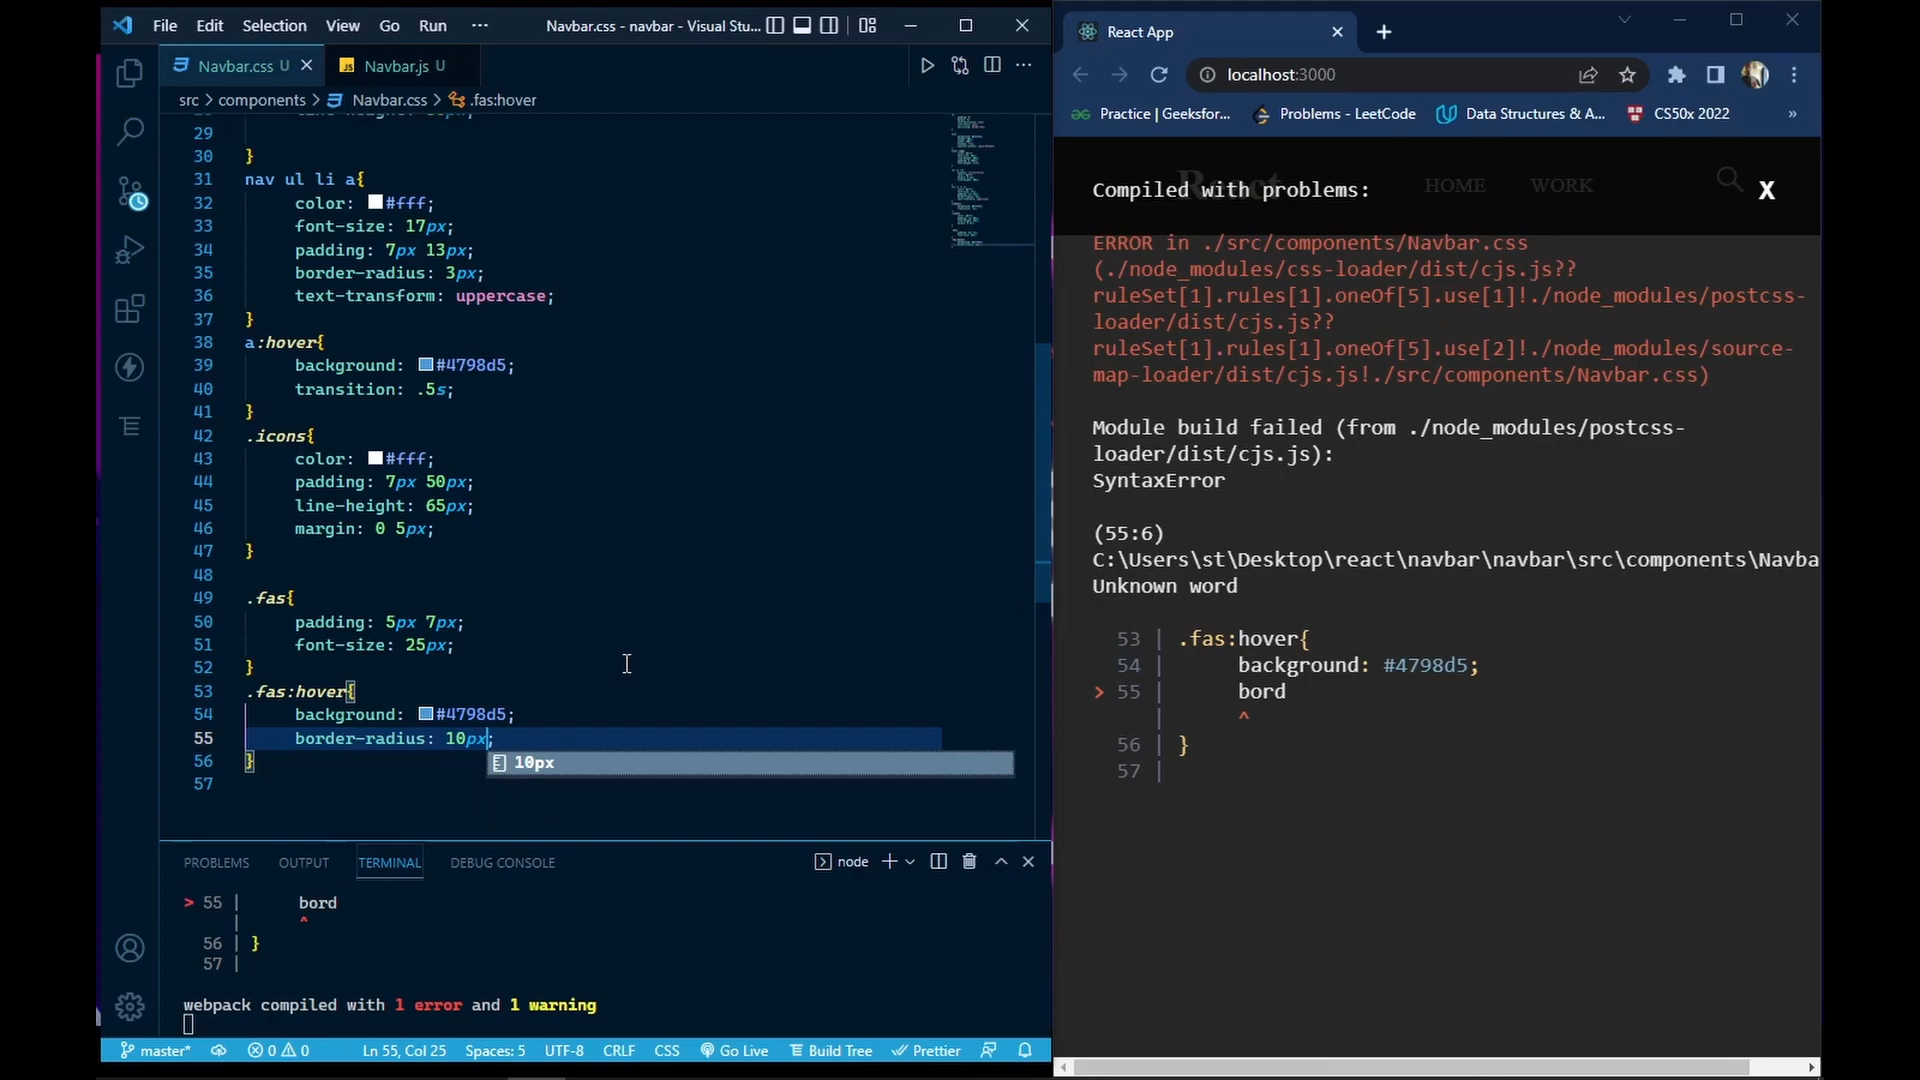 File Edit Selection View Go Run ··· Navbar.css - navbar - Visual Stu...
Navbar.css U Navbar.js U
src > components > Navbar.css > .fas:hover
29
30 }
31 nav ul li a{
32 color: #fff;
33 font-size: 17px;
34 padding: 7px 13px;
35 border-radius: 3px;
36 text-transform: uppercase;
37 }
38 a:hover{
39 background: #4798d5;
40 transition: .5s;
41 }
42 .icons{
43 color: #fff;
44 padding: 7px 50px;
45 line-height: 65px;
46 margin: 0 5px;
47 }
48
49 .fas{
50 padding: 5px 7px;
51 font-size: 25px;
52 }
53 .fas:hover{
54 background: #4798d5;
55 border-radius: 10px;
10px
56 }
57
PROBLEMS OUTPUT TERMINAL DEBUG CONSOLE node
> 55 | bord
| ^
56 | }
57 |
webpack compiled with 1 error and 1 warning
master* 0 0 Ln 55, Col 25 Spaces: 5 UTF-8 CRLF CSS Go Live Build Tree Prettier
React App
localhost:3000
Practice | Geeksfor... Problems - LeetCode Data Structures & A... CS50x 2022 »
React HOME WORK
Compiled with problems: X
ERROR in ./src/components/Navbar.css
(./node_modules/css-loader/dist/cjs.js??
ruleSet[1].rules[1].oneOf[5].use[1]!./node_modules/postcss-
loader/dist/cjs.js??
ruleSet[1].rules[1].oneOf[5].use[2]!./node_modules/source-
map-loader/dist/cjs.js!./src/components/Navbar.css)
Module build failed (from ./node_modules/postcss-
loader/dist/cjs.js):
SyntaxError
(55:6)
C:\Users\st\Desktop\react\navbar\navbar\src\components\Navba
Unknown word
53 | .fas:hover{
54 | background: #4798d5;
> 55 | bord
| ^
56 | }
57 |